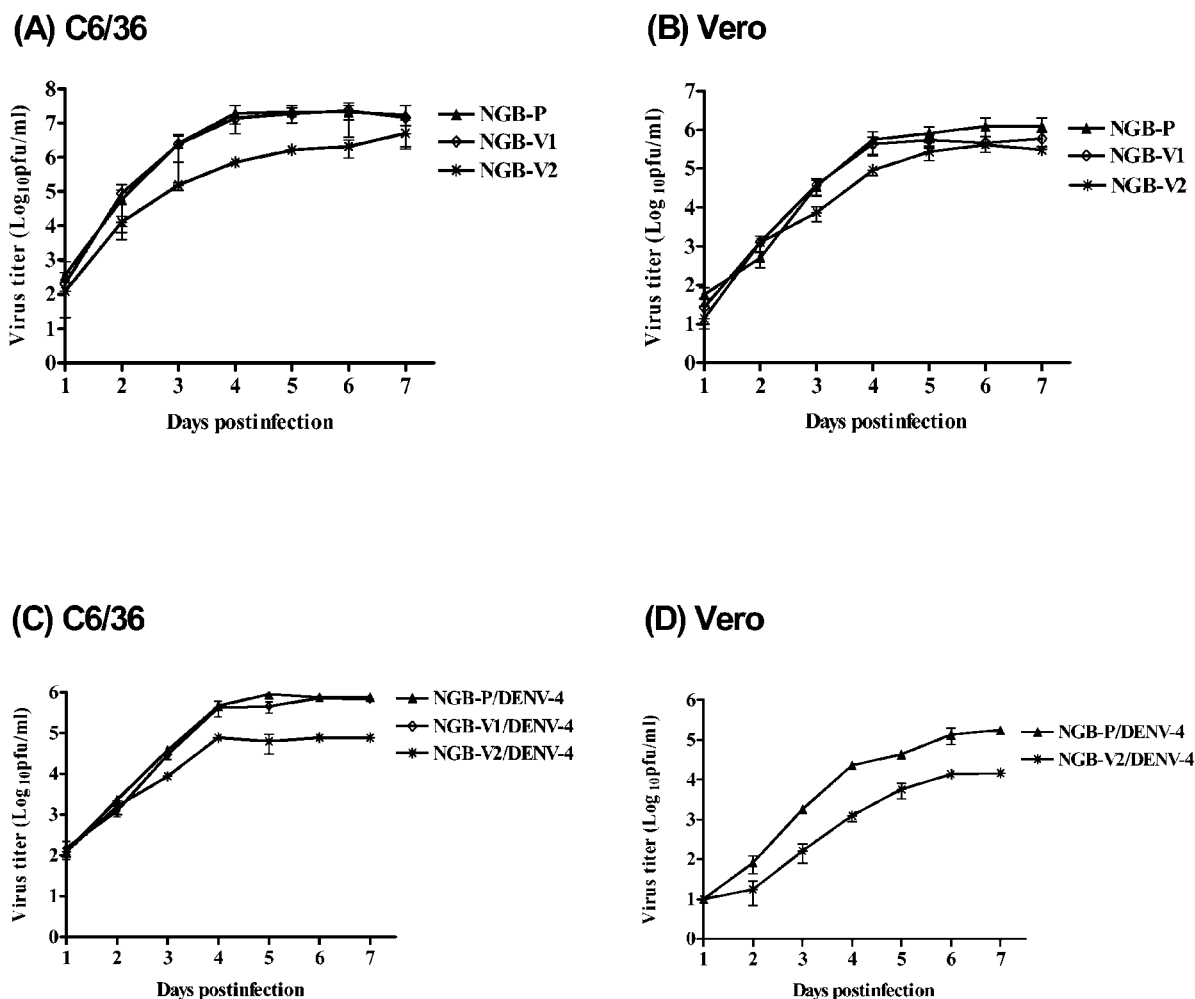 (A) C6/36
Virus titer (Log 10pfu/ml)
8
7
6
5
4
3
2
1
0
1 2 3 4 5 6 7
Days postinfection
NGB-P
NGB-V1
NGB-V2
(B) Vero
Virus titer (Log 10pfu/ml)
7
6
5
4
3
2
1
0
1 2 3 4 5 6 7
Days postinfection
NGB-P
NGB-V1
NGB-V2
(C) C6/36
Virus titer (Log 10pfu/ml)
6
5
4
3
2
1
0
1 2 3 4 5 6 7
Days postinfection
NGB-P/DENV-4
NGB-V1/DENV-4
NGB-V2/DENV-4
(D) Vero
Virus titer (Log 10pfu/ml)
6
5
4
3
2
1
0
1 2 3 4 5 6 7
Days postinfection
NGB-P/DENV-4
NGB-V2/DENV-4